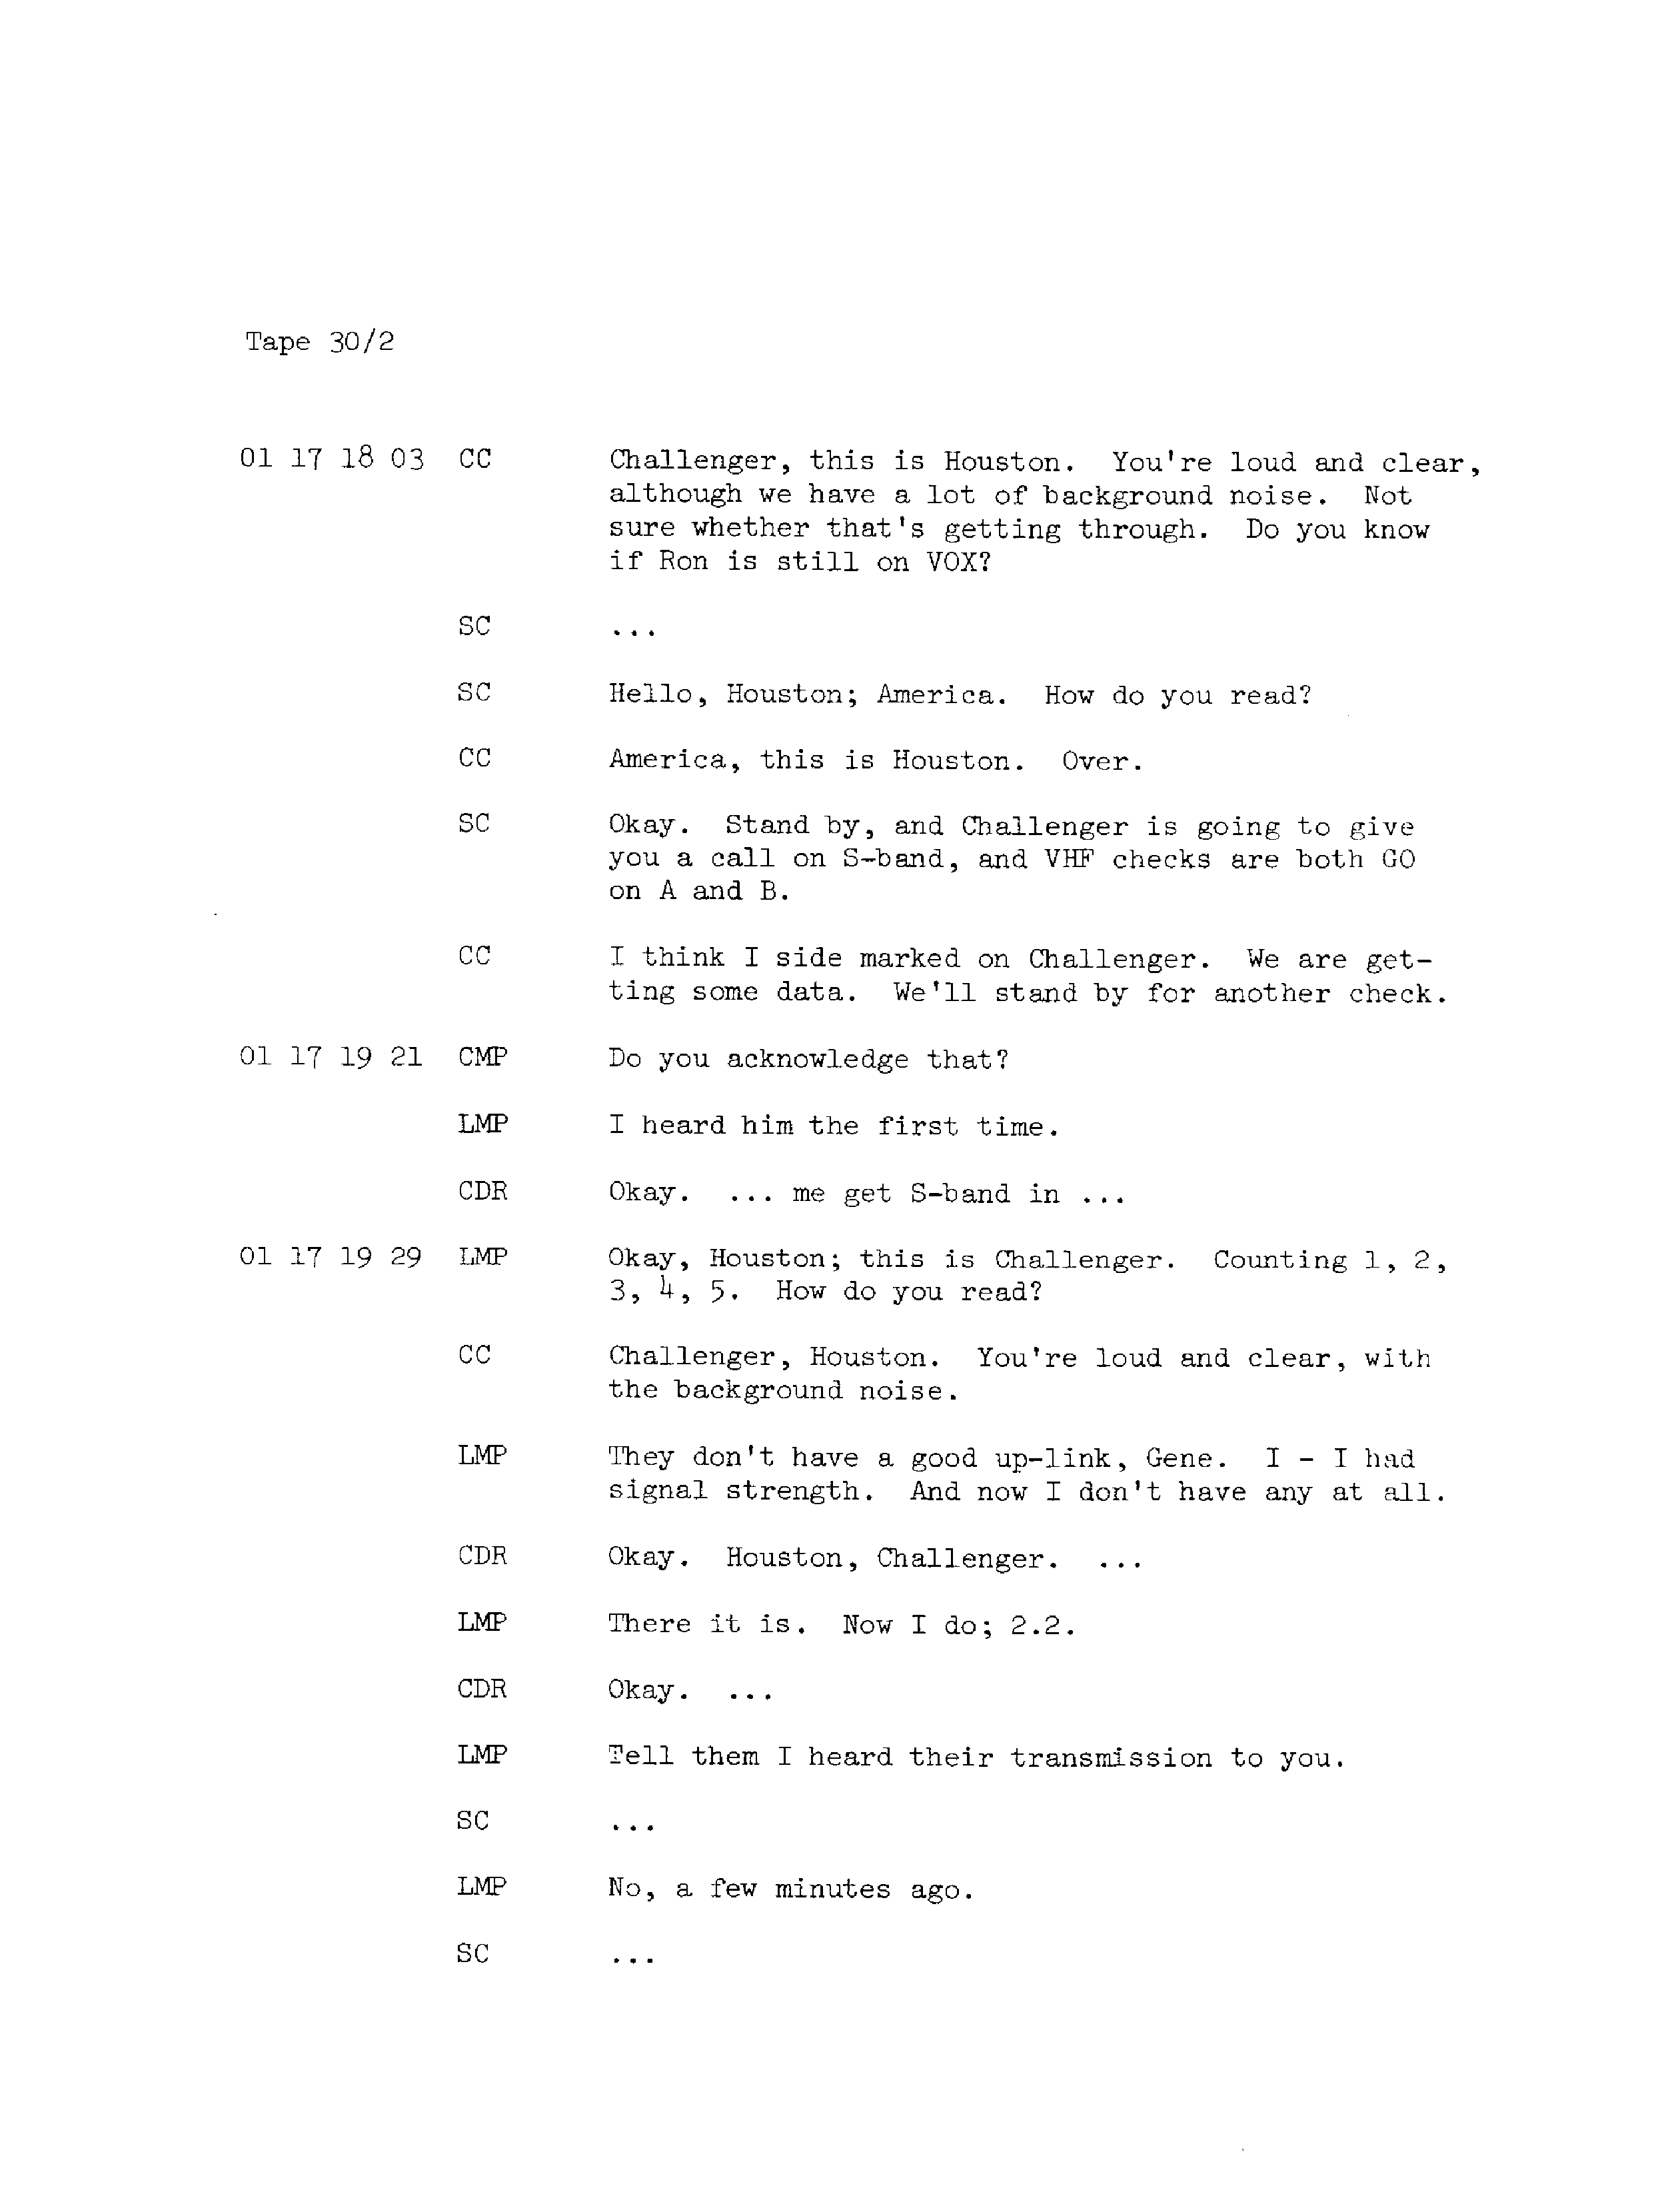 Tape 30/2
01 17 18 03 CC Challenger, this is Houston. You're loud and clear,
although we have a lot of background noise. Not
sure whether that's getting through. Do you know
if Ron is still on VOX?
SC ...
SC Hello, Houston; America. How do you read?
CC America, this is Houston. Over.
SC Okay. Stand by, and Challenger is going to give
you a call on S-band, and VHF checks are both GO
on A and B.
CC I think I side marked on Challenger. We are get-
ting some data. We'll stand by for another check.
01 17 19 21 CMP Do you acknowledge that?
LMP I heard him the first time.
CDR Okay. ... me get S-band in ...
01 17 19 29 LMP Okay, Houston; this is Challenger. Counting 1, 2,
3, 4, 5. How do you read?
CC Challenger, Houston. You're loud and clear, with
the background noise.
LMP They don't have a good up-link, Gene. I - I had
signal strength. And now I don't have any at all.
CDR Okay. Houston, Challenger. ...
LMP There it is. Now I do; 2.2.
CDR Okay. ...
LMP Tell them I heard their transmission to you.
SC ...
LMP No, a few minutes ago.
SC ...